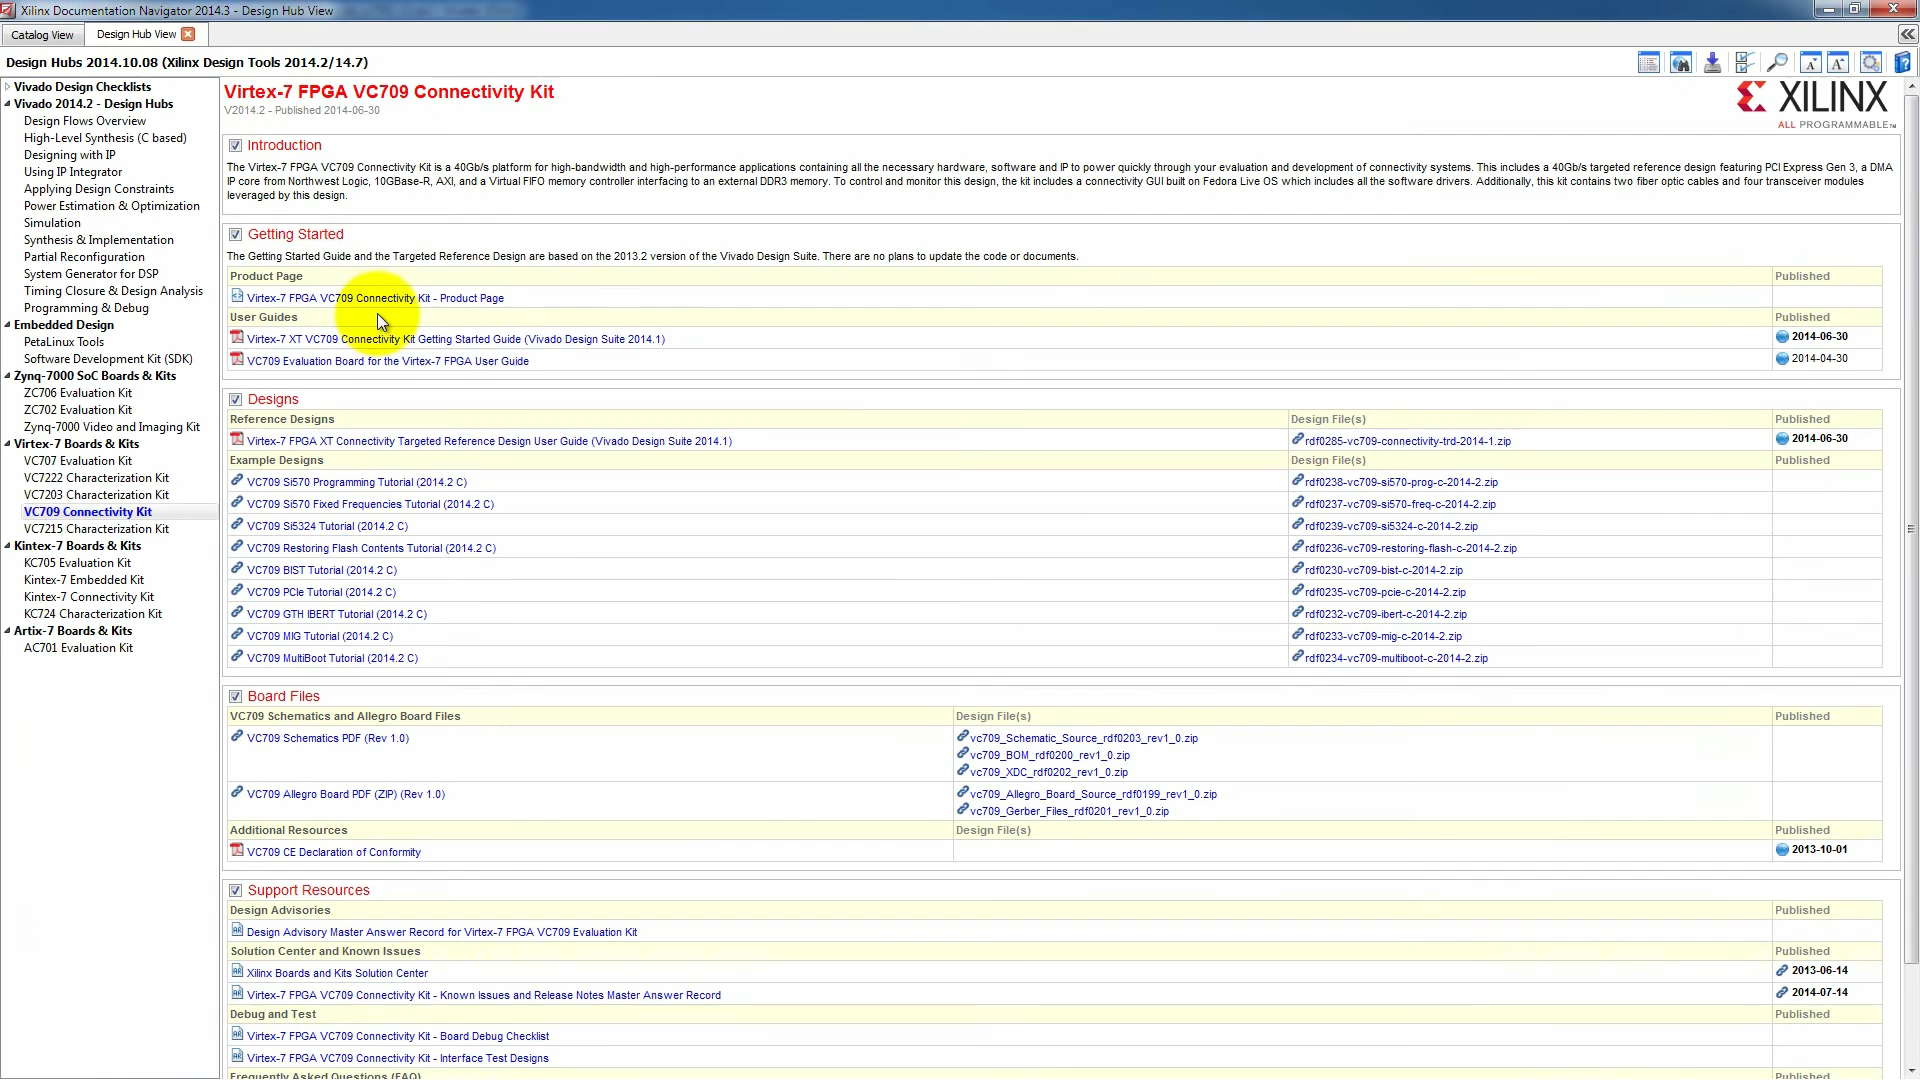 Xilinx Documentation Navigator 2014.3 - Design Hub View
Catalog View
Design Hub View
Design Hubs 2014.10.08 (Xilinx Design Tools 2014.2/14.7)
Vivado Design Checklists
Vivado 2014.2 - Design Hubs
Design Flows Overview
High-Level Synthesis (C based)
Designing with IP
Using IP Integrator
Applying Design Constraints
Power Estimation & Optimization
Simulation
Synthesis & Implementation
Partial Reconfiguration
System Generator for DSP
Timing Closure & Design Analysis
Programming & Debug
Embedded Design
PetaLinux Tools
Software Development Kit (SDK)
Zynq-7000 SoC Boards & Kits
ZC706 Evaluation Kit
ZC702 Evaluation Kit
Zynq-7000 Video and Imaging Kit
Virtex-7 Boards & Kits
VC707 Evaluation Kit
VC7222 Characterization Kit
VC7203 Characterization Kit
VC709 Connectivity Kit
VC7215 Characterization Kit
Kintex-7 Boards & Kits
KC705 Evaluation Kit
Kintex-7 Embedded Kit
Kintex-7 Connectivity Kit
KC724 Characterization Kit
Artix-7 Boards & Kits
AC701 Evaluation Kit
Virtex-7 FPGA VC709 Connectivity Kit
V2014.2 - Published 2014-06-30
XILINX
ALL PROGRAMMABLE™
Introduction
The Virtex-7 FPGA VC709 Connectivity Kit is a 40Gb/s platform for high-bandwidth and high-performance applications containing all the necessary hardware, software and IP to power quickly through your evaluation and development of connectivity systems. This includes a 40Gb/s targeted reference design featuring PCI Express Gen 3, a DMA
IP core from Northwest Logic, 10GBase-R, AXI, and a Virtual FIFO memory controller interfacing to an external DDR3 memory. To control and monitor this design, the kit includes a connectivity GUI built on Fedora Live OS which includes all the software drivers. Additionally, this kit contains two fiber optic cables and four transceiver modules
leveraged by this design.
Getting Started
The Getting Started Guide and the Targeted Reference Design are based on the 2013.2 version of the Vivado Design Suite. There are no plans to update the code or documents.
Product Page Published
Virtex-7 FPGA VC709 Connectivity Kit - Product Page
User Guides Published
Virtex-7 XT VC709 Connectivity Kit Getting Started Guide (Vivado Design Suite 2014.1) 2014-06-30
VC709 Evaluation Board for the Virtex-7 FPGA User Guide 2014-04-30
Designs
Reference Designs Design File(s) Published
Virtex-7 FPGA XT Connectivity Targeted Reference Design User Guide (Vivado Design Suite 2014.1) rdf0285-vc709-connectivity-trd-2014-1.zip 2014-06-30
Example Designs Design File(s) Published
VC709 Si570 Programming Tutorial (2014.2 C) rdf0238-vc709-si570-prog-c-2014-2.zip
VC709 Si570 Fixed Frequencies Tutorial (2014.2 C) rdf0237-vc709-si570-freq-c-2014-2.zip
VC709 Si5324 Tutorial (2014.2 C) rdf0239-vc709-si5324-c-2014-2.zip
VC709 Restoring Flash Contents Tutorial (2014.2 C) rdf0236-vc709-restoring-flash-c-2014-2.zip
VC709 BIST Tutorial (2014.2 C) rdf0230-vc709-bist-c-2014-2.zip
VC709 PCIe Tutorial (2014.2 C) rdf0235-vc709-pcie-c-2014-2.zip
VC709 GTH IBERT Tutorial (2014.2 C) rdf0232-vc709-ibert-c-2014-2.zip
VC709 MIG Tutorial (2014.2 C) rdf0233-vc709-mig-c-2014-2.zip
VC709 MultiBoot Tutorial (2014.2 C) rdf0234-vc709-multiboot-c-2014-2.zip
Board Files
VC709 Schematics and Allegro Board Files Design File(s) Published
VC709 Schematics PDF (Rev 1.0) vc709_Schematic_Source_rdf0203_rev1_0.zip
vc709_BOM_rdf0200_rev1_0.zip
vc709_XDC_rdf0202_rev1_0.zip
VC709 Allegro Board PDF (ZIP) (Rev 1.0) vc709_Allegro_Board_Source_rdf0199_rev1_0.zip
vc709_Gerber_Files_rdf0201_rev1_0.zip
Additional Resources Design File(s) Published
VC709 CE Declaration of Conformity 2013-10-01
Support Resources
Design Advisories Published
Design Advisory Master Answer Record for Virtex-7 FPGA VC709 Evaluation Kit
Solution Center and Known Issues Published
Xilinx Boards and Kits Solution Center 2013-06-14
Virtex-7 FPGA VC709 Connectivity Kit - Known Issues and Release Notes Master Answer Record 2014-07-14
Debug and Test Published
Virtex-7 FPGA VC709 Connectivity Kit - Board Debug Checklist
Virtex-7 FPGA VC709 Connectivity Kit - Interface Test Designs
Frequently Asked Questions (FAQ) Published